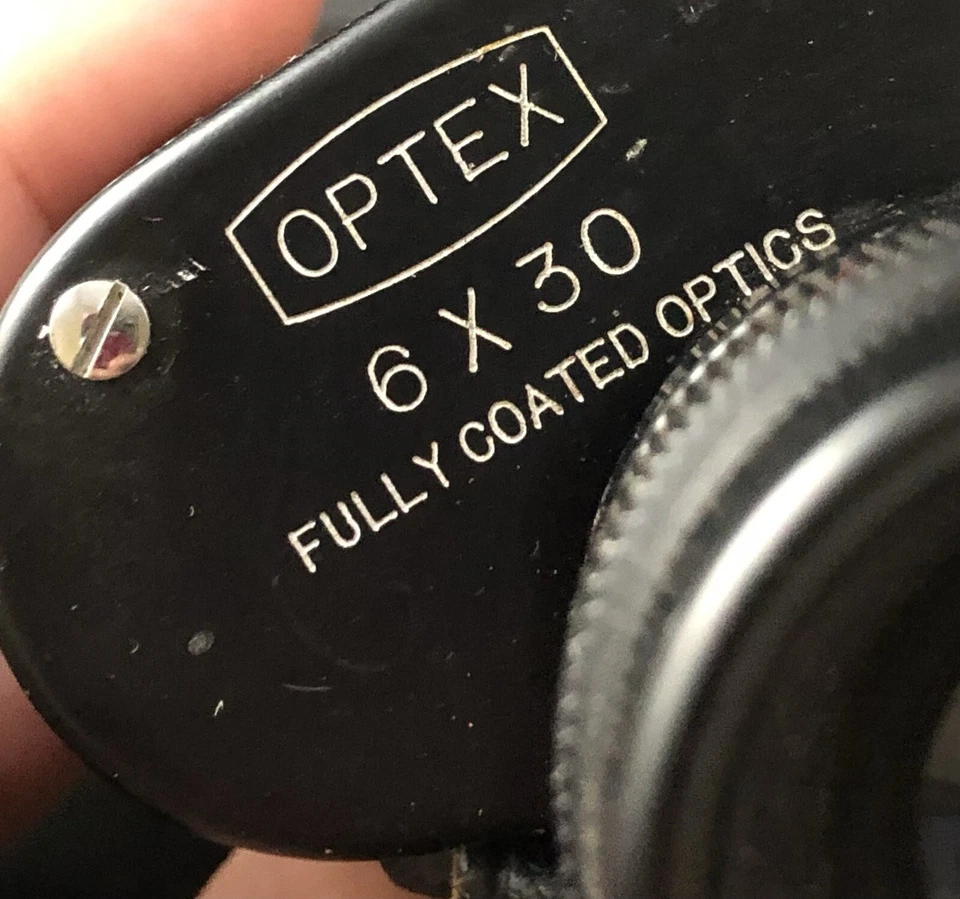 OPTEX
6 X 30
FULLY COATED OPTICS